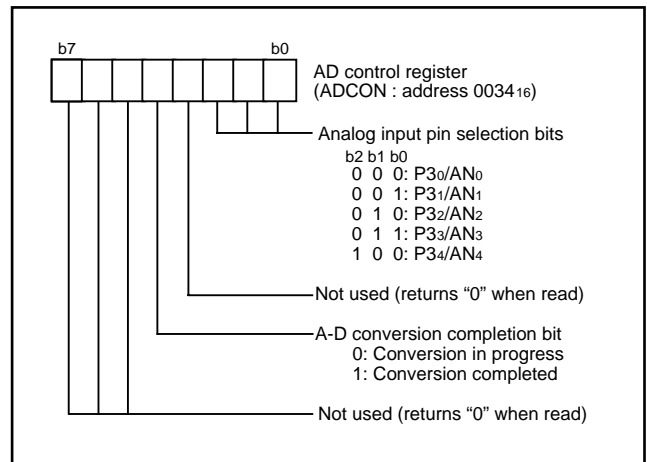 b7 b0
AD control register
(ADCON : address 0034₁₆)
Analog input pin selection bits
b2 b1 b0
0 0 0: P3₀/AN₀
0 0 1: P3₁/AN₁
0 1 0: P3₂/AN₂
0 1 1: P3₃/AN₃
1 0 0: P3₄/AN₄
Not used (returns “0” when read)
A-D conversion completion bit
0: Conversion in progress
1: Conversion completed
Not used (returns “0” when read)